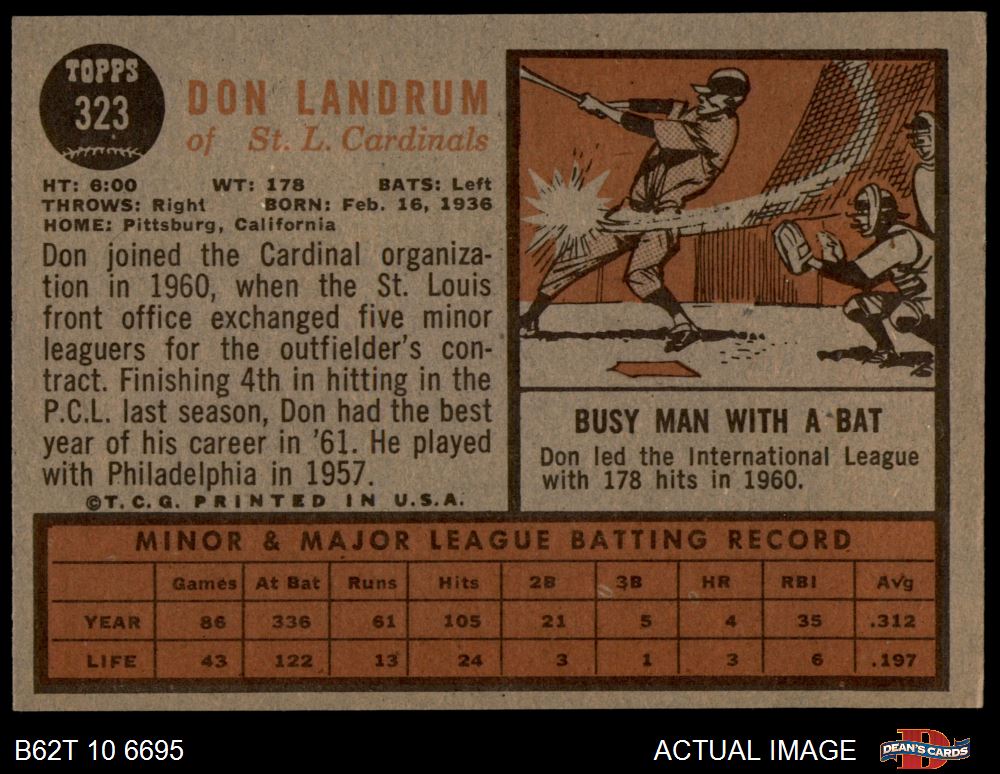 TOPPS
323
DON LANDRUM
of St. L. Cardinals
HT: 6:00 WT: 178 BATS: Left
THROWS: Right BORN: Feb. 16, 1936
HOME: Pittsburg, California
Don joined the Cardinal organiza-
tion in 1960, when the St. Louis
front office exchanged five minor
leaguers for the outfielder's con-
tract. Finishing 4th in hitting in the
P.C.L. last season, Don had the best
year of his career in '61. He played
with Philadelphia in 1957.
©T.C.G. PRINTED IN U.S.A.
BUSY MAN WITH A BAT
Don led the International League
with 178 hits in 1960.
MINOR & MAJOR LEAGUE BATTING RECORD
Games At Bat Runs Hits 2B 3B HR RBI Avg
YEAR 86 336 61 105 21 5 4 35 .312
LIFE 43 122 13 24 3 1 3 6 .197
B62T 10 6695 ACTUAL IMAGE DEAN'S CARDS